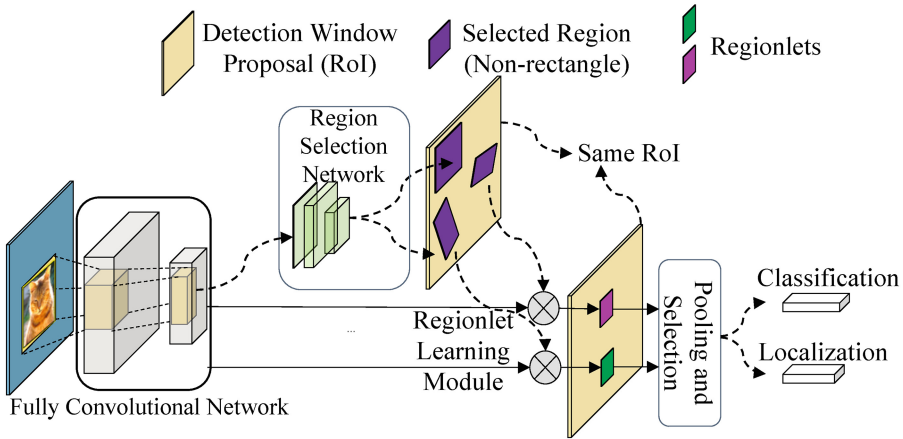 Detection Window
Proposal (RoI)
Selected Region
(Non-rectangle)
Regionlets
Region
Selection
Network
Same RoI
Fully Convolutional Network
...
Regionlet
Learning
Module
Pooling and
Selection
Classification
Localization